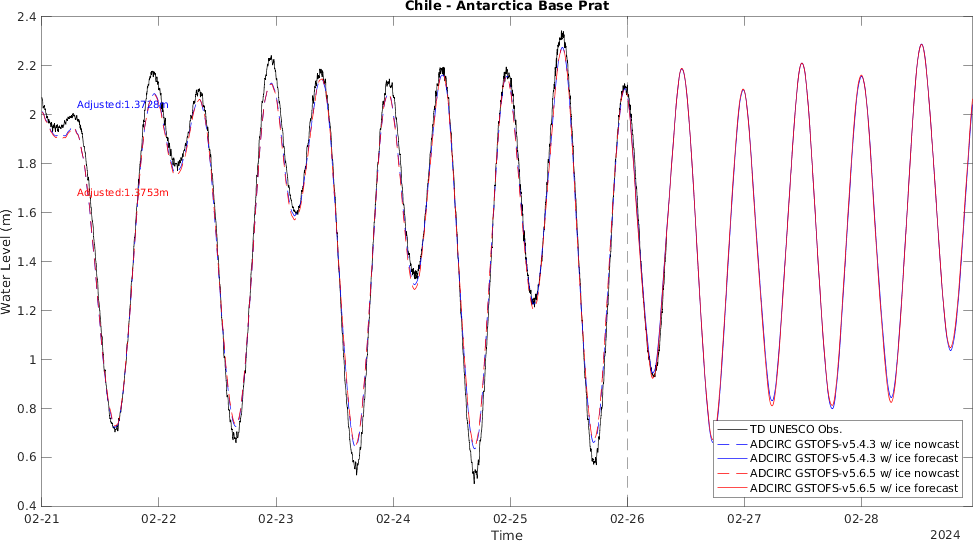 Chile - Antarctica Base Prat
2.4
2.2
2
1.8
1.6
1.4
1.2
1
0.8
0.6
0.4
Water Level (m)
Adjusted:1.3728m
Adjusted:1.3753m
TD UNESCO Obs.
ADCIRC GSTOFS-v5.4.3 w/ ice nowcast
ADCIRC GSTOFS-v5.4.3 w/ ice forecast
ADCIRC GSTOFS-v5.6.5 w/ ice nowcast
ADCIRC GSTOFS-v5.6.5 w/ ice forecast
02-21 02-22 02-23 02-24 02-25 02-26 02-27 02-28
Time
2024